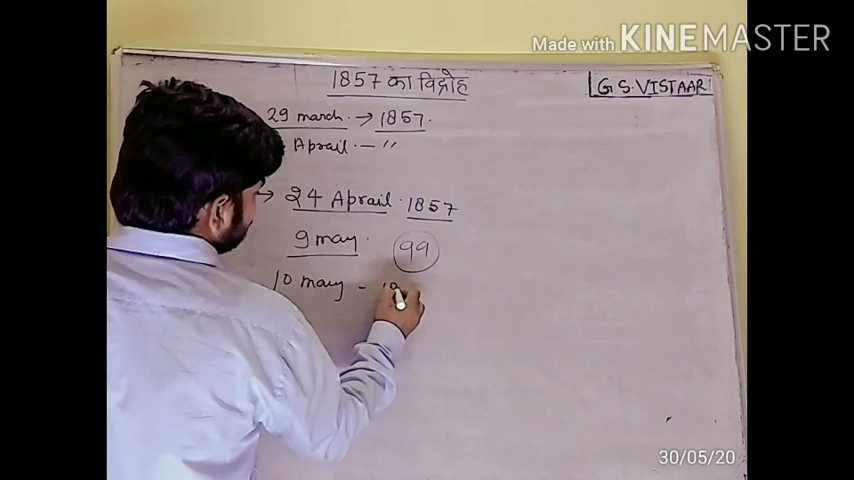 Made with KINEMASTER
1857 का विद्रोह
G S. VISTAAR
29 march. → 1857.
Aprail. — "
→ 24 Aprail. 1857
9 may. 99
10 may - 18
30/05/20